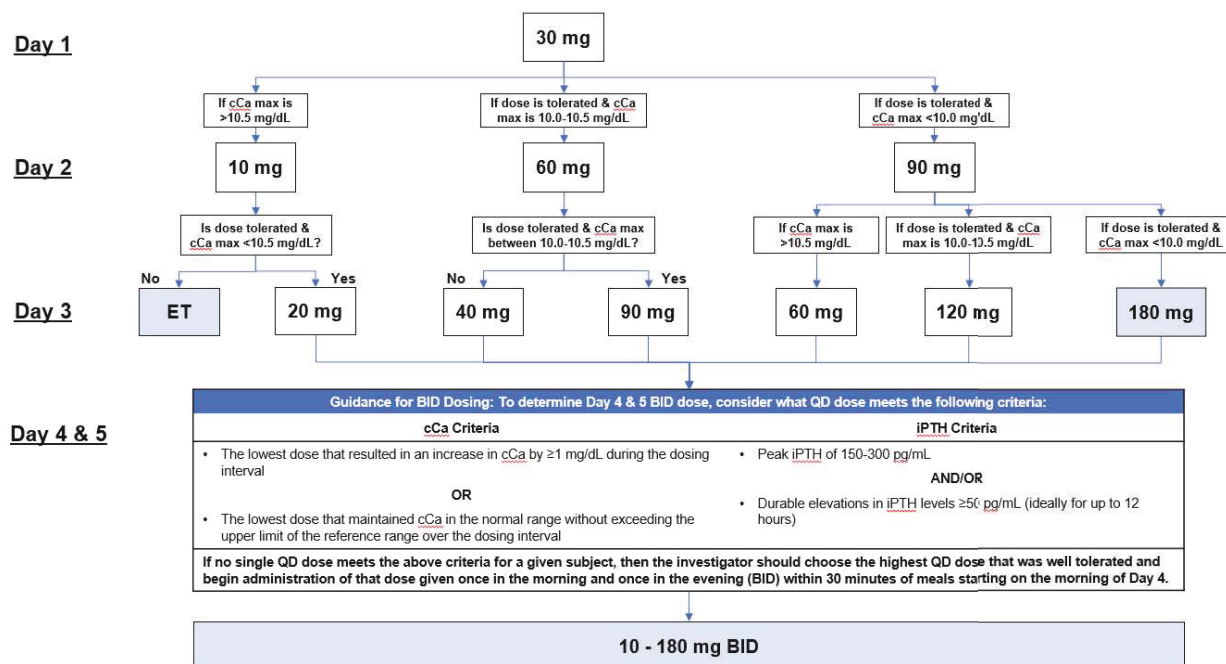 Day 1
30 mg
If cCa max is
>10.5 mg/dL
If dose is tolerated & cCa
max is 10.0-10.5 mg/dL
If dose is tolerated &
cCa max <10.0 mg/dL
Day 2
10 mg
60 mg
90 mg
Is dose tolerated &
cCa max <10.5 mg/dL?
Is dose tolerated & cCa max
between 10.0-10.5 mg/dL?
If cCa max is
>10.5 mg/dL
If dose is tolerated & cCa
max is 10.0-10.5 mg/dL
If dose is tolerated &
cCa max <10.0 mg/dL
No
Yes
No
Yes
Day 3
ET
20 mg
40 mg
90 mg
60 mg
120 mg
180 mg
Day 4 & 5
Guidance for BID Dosing: To determine Day 4 & 5 BID dose, consider what QD dose meets the following criteria:
cCa Criteria
• The lowest dose that resulted in an increase in cCa by ≥1 mg/dL during the dosing
interval
OR
• The lowest dose that maintained cCa in the normal range without exceeding the
upper limit of the reference range over the dosing interval
iPTH Criteria
• Peak iPTH of 150-300 pg/mL
AND/OR
• Durable elevations in iPTH levels ≥50 pg/mL (ideally for up to 12
hours)
If no single QD dose meets the above criteria for a given subject, then the investigator should choose the highest QD dose that was well tolerated and
begin administration of that dose given once in the morning and once in the evening (BID) within 30 minutes of meals starting on the morning of Day 4.
10 - 180 mg BID